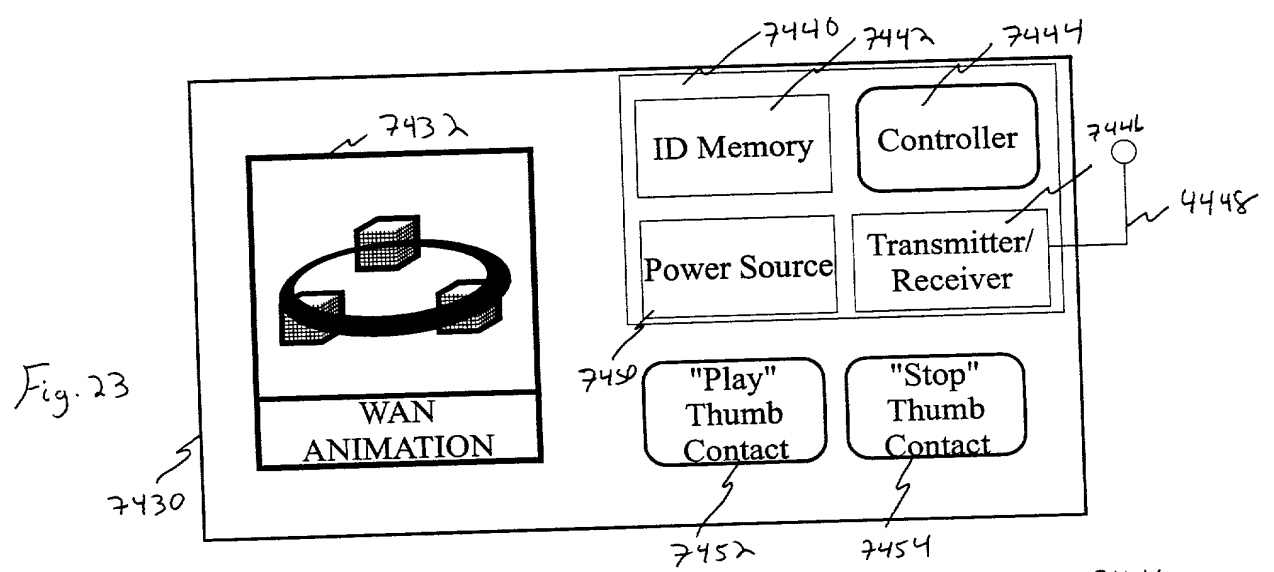 7440
7442
7444
7432
ID Memory
Controller
7446
4448
Power Source
Transmitter/
Receiver
7450
"Play"
Thumb
Contact
"Stop"
Thumb
Contact
Fig. 23
WAN
ANIMATION
7430
7452
7454